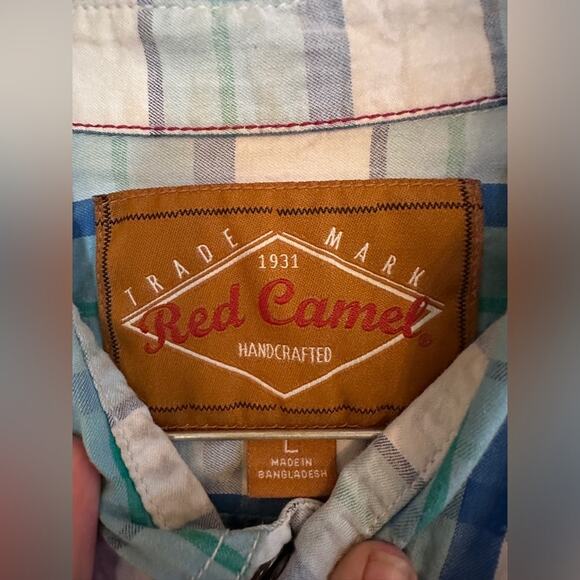 TRADE MARK
1931
Red Camel®
HANDCRAFTED
L
MADE IN
BANGLADESH